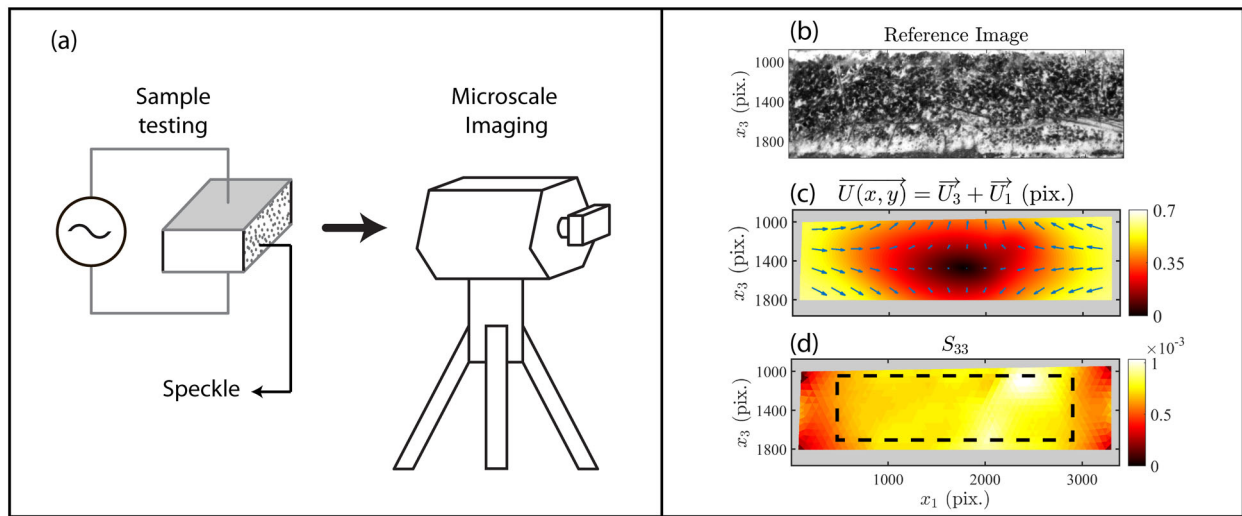 (a)
Sample
testing
Microscale
Imaging
Speckle
(b)
Reference Image
1000
1400
1800
x₃ (pix.)
(c)
U(x, y)⃗ = U⃗₃ + U⃗₁ (pix.)
1000
1400
1800
x₃ (pix.)
0.7
0.35
0
(d)
S₃₃
×10⁻³
1000
1400
1800
x₃ (pix.)
1
0.5
0
1000 2000 3000
x₁ (pix.)